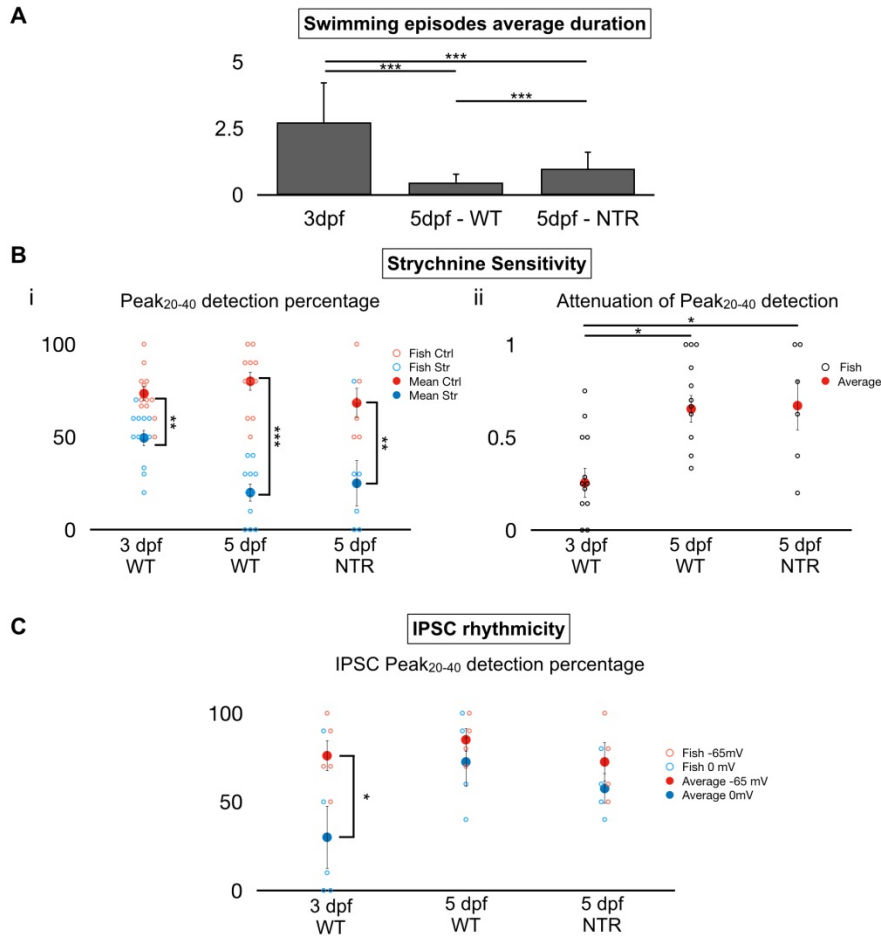 A
Swimming episodes average duration
5
2.5
0
***
***
***
3dpf
5dpf - WT
5dpf - NTR
B
Strychnine Sensitivity
i
Peak20-40 detection percentage
100
50
0
**
***
**
Fish Ctrl
Fish Str
Mean Ctrl
Mean Str
3 dpf
WT
5 dpf
WT
5 dpf
NTR
ii
Attenuation of Peak20-40 detection
1
0.5
0
*
*
Fish
Average
3 dpf
WT
5 dpf
WT
5 dpf
NTR
C
IPSC rhythmicity
IPSC Peak20-40 detection percentage
100
50
0
*
Fish -65mV
Fish 0 mV
Average -65 mV
Average 0mV
3 dpf
WT
5 dpf
WT
5 dpf
NTR